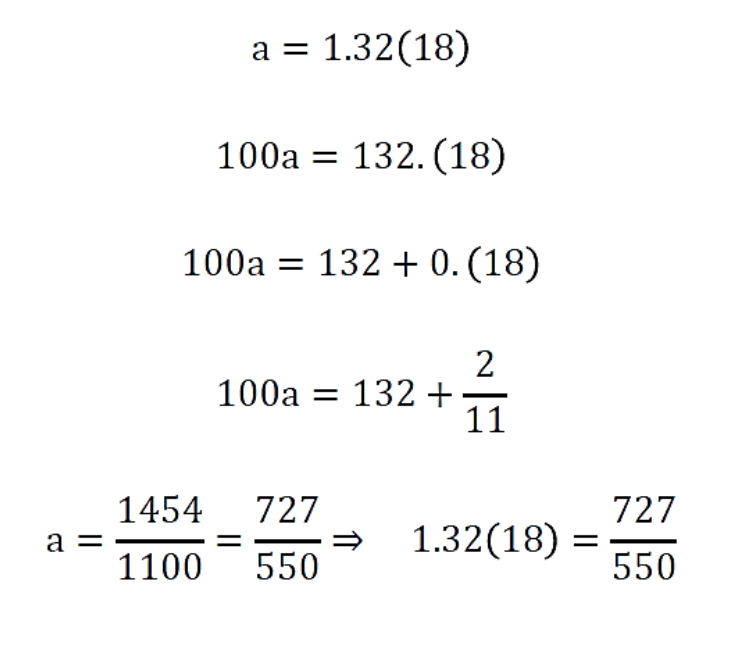 a = 1.32(18)
100a = 132. (18)
100a = 132 + 0. (18)
100a = 132 + 2/11
a = 1454/1100 = 727/550 ⇒ 1.32(18) = 727/550